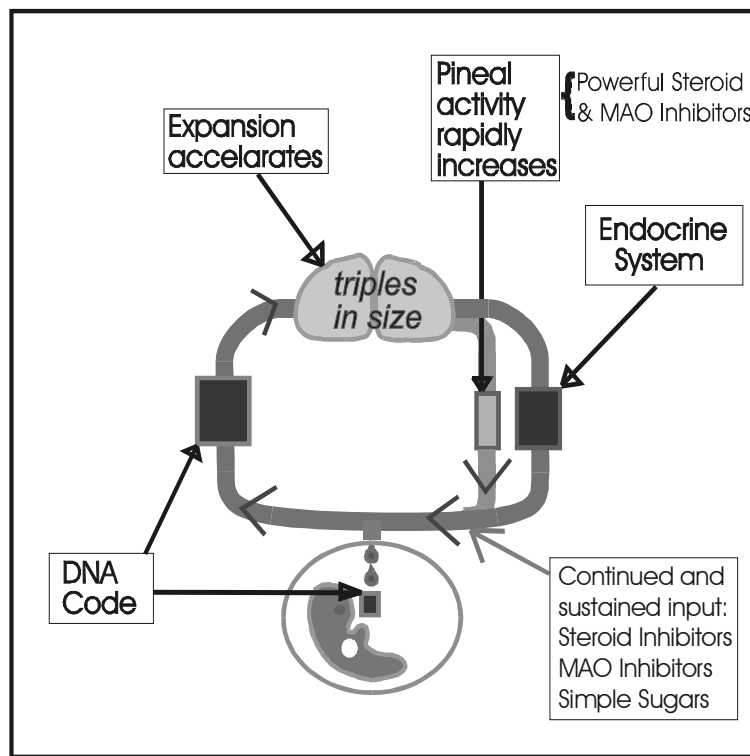 Pineal
activity
rapidly
increases
Powerful Steroid
& MAO Inhibitors
Expansion
accelarates
Endocrine
System
triples
in size
DNA
Code
Continued and
sustained input:
Steroid Inhibitors
MAO Inhibitors
Simple Sugars